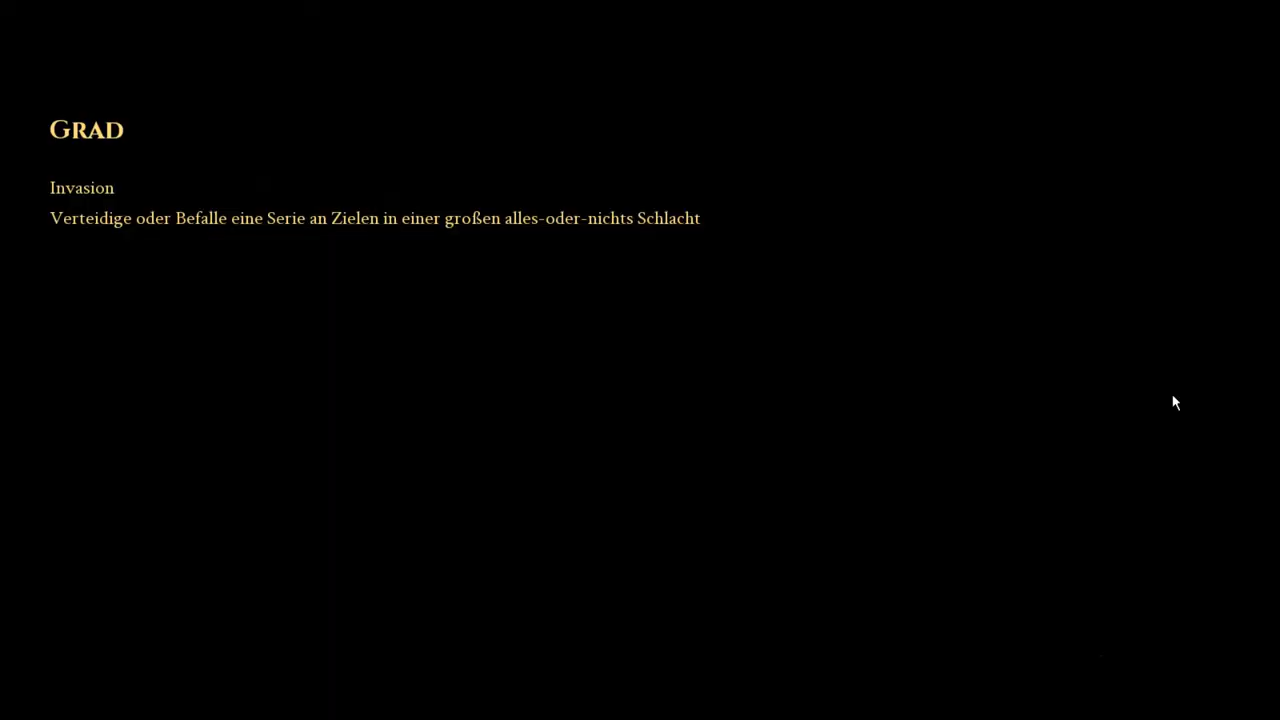 Grad
Invasion
Verteidige oder Befalle eine Serie an Zielen in einer großen alles-oder-nichts Schlacht